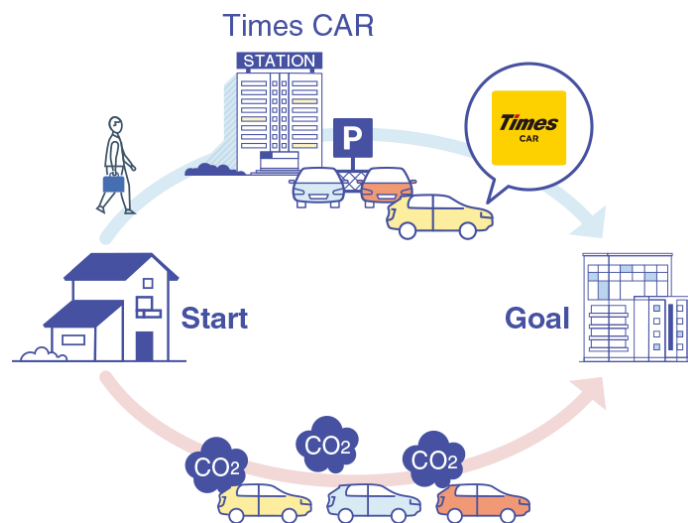 Times CAR
STATION
P
Times
CAR
Start
Goal
CO2
CO2
CO2